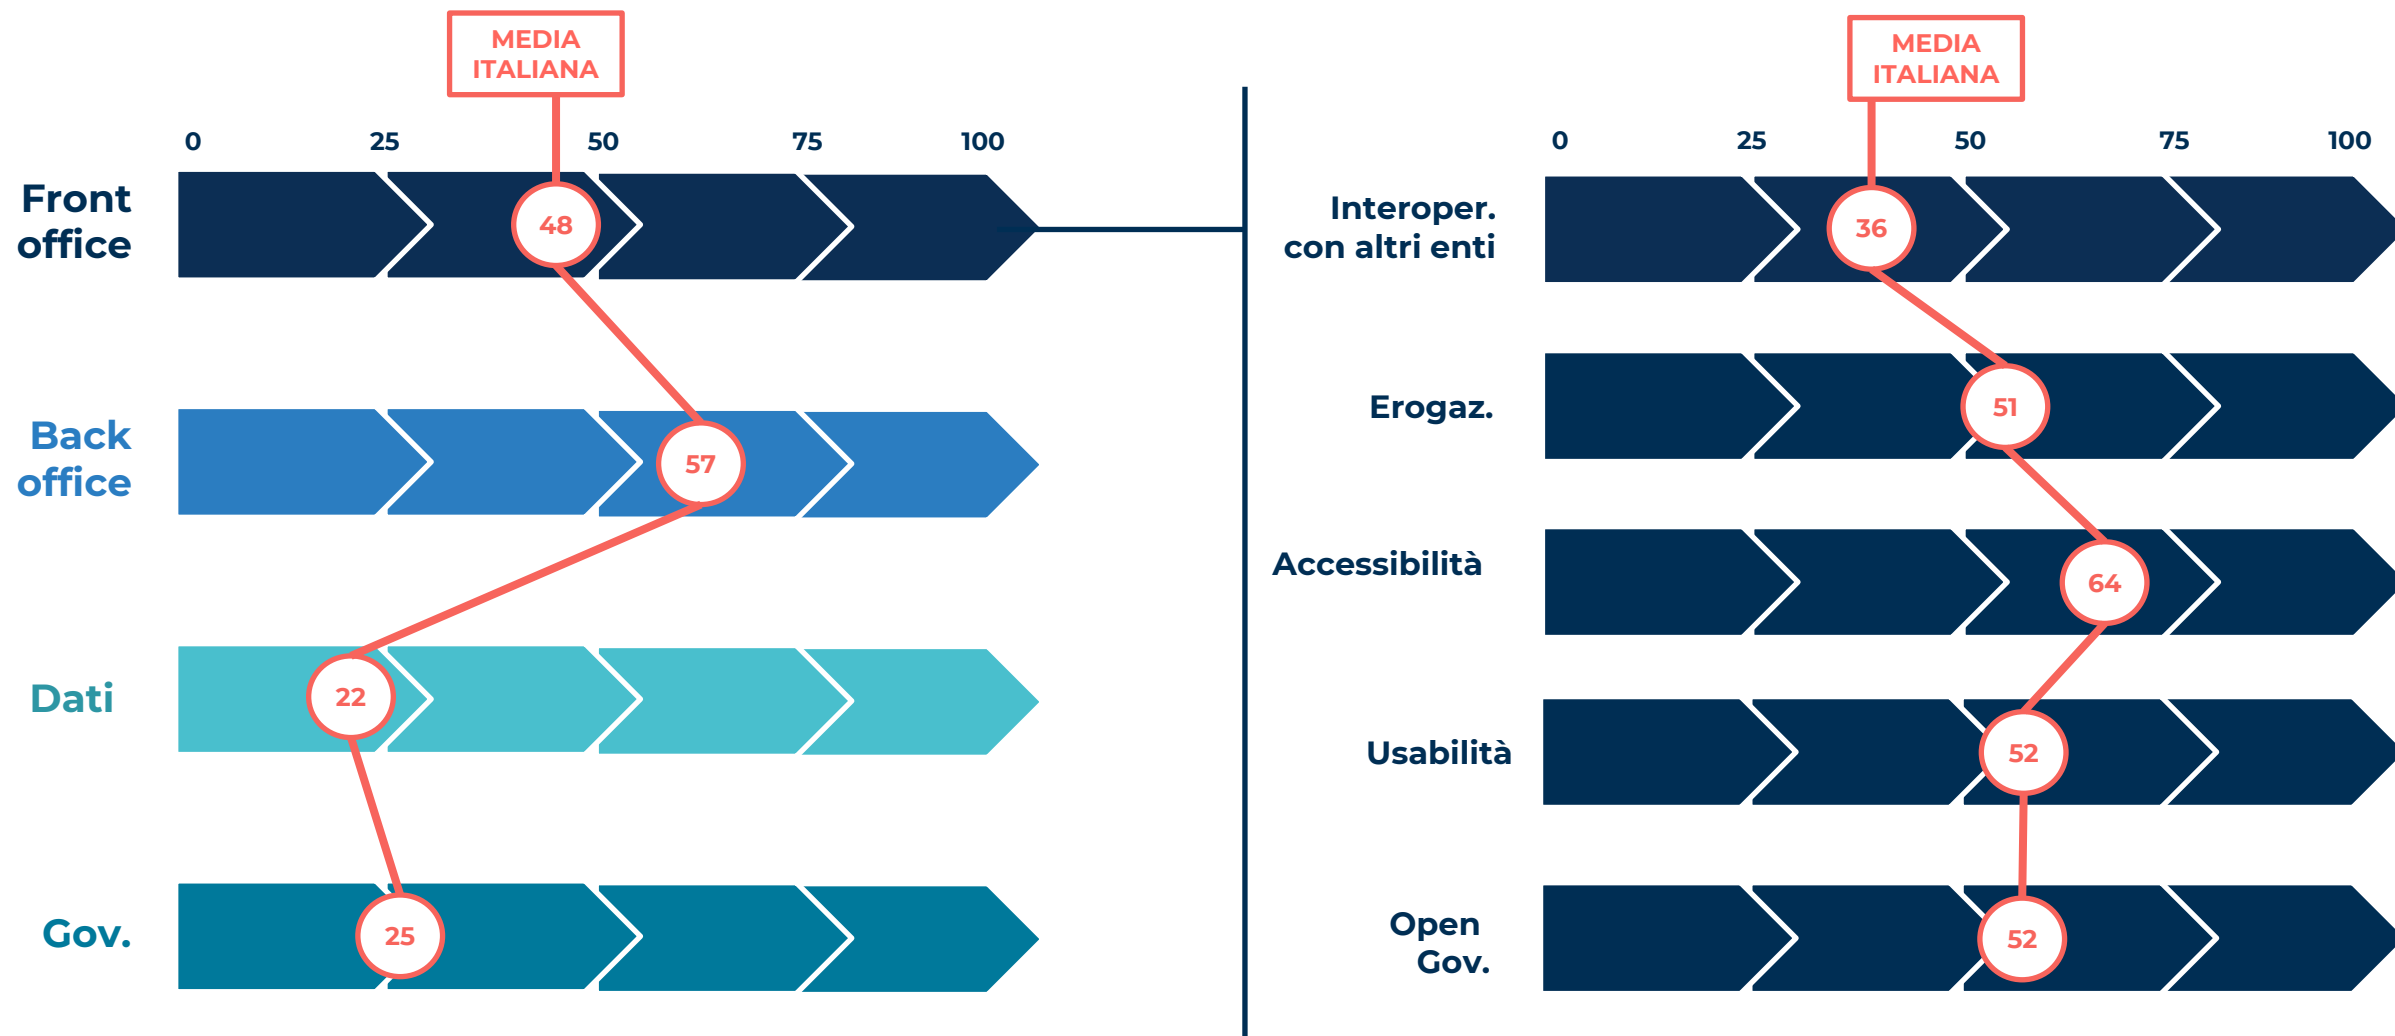 MEDIA
ITALIANA
0 25 50 75 100
Front
office
48
Back
office
57
Dati
22
Gov.
25
MEDIA
ITALIANA
0 25 50 75 100
Interoper.
con altri enti
36
Erogaz.
51
Accessibilità
64
Usabilità
52
Open
Gov.
52